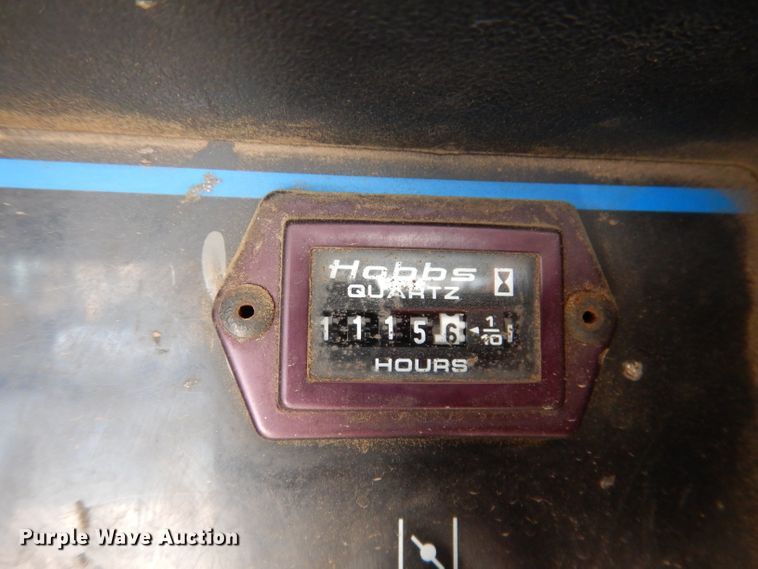 Hobbs
QUARTZ
1 1 1 5 6 1/10
HOURS
Purple Wave Auction